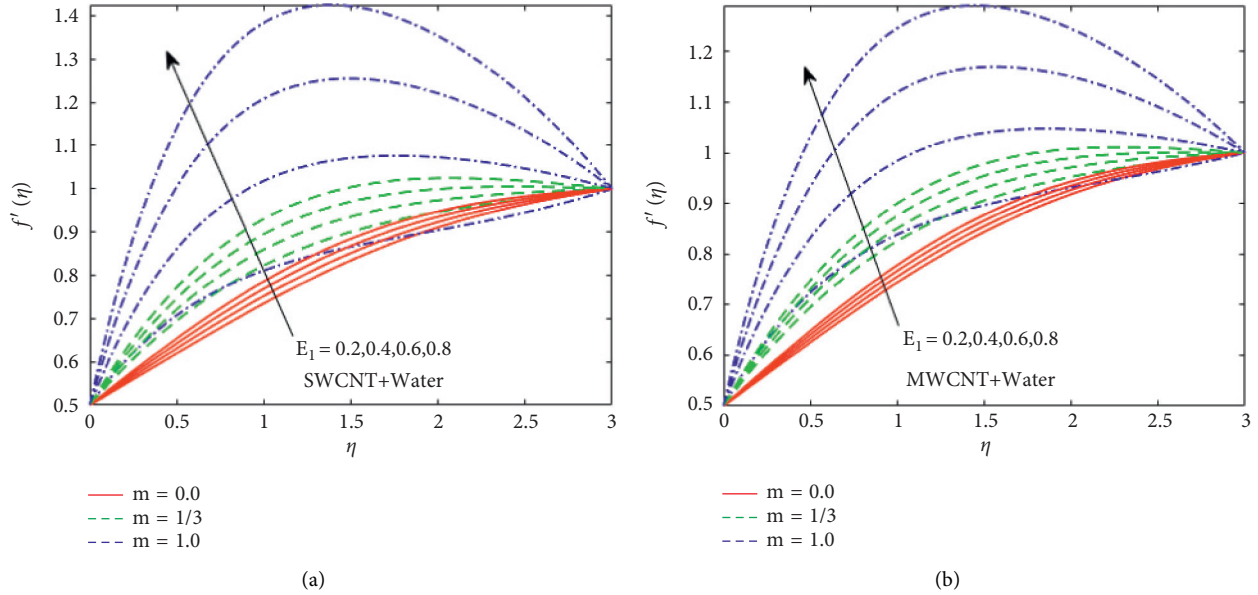 1.4
1.3
1.2
1.1
1
0.9
0.8
0.7
0.6
0.5
f′ (η)
E1 = 0.2,0.4,0.6,0.8
SWCNT+Water
0 0.5 1 1.5 2 2.5 3
η
m = 0.0
m = 1/3
m = 1.0
(a)
1.2
1.1
1
0.9
0.8
0.7
0.6
0.5
f′ (η)
E1 = 0.2,0.4,0.6,0.8
MWCNT+Water
0 0.5 1 1.5 2 2.5 3
η
m = 0.0
m = 1/3
m = 1.0
(b)